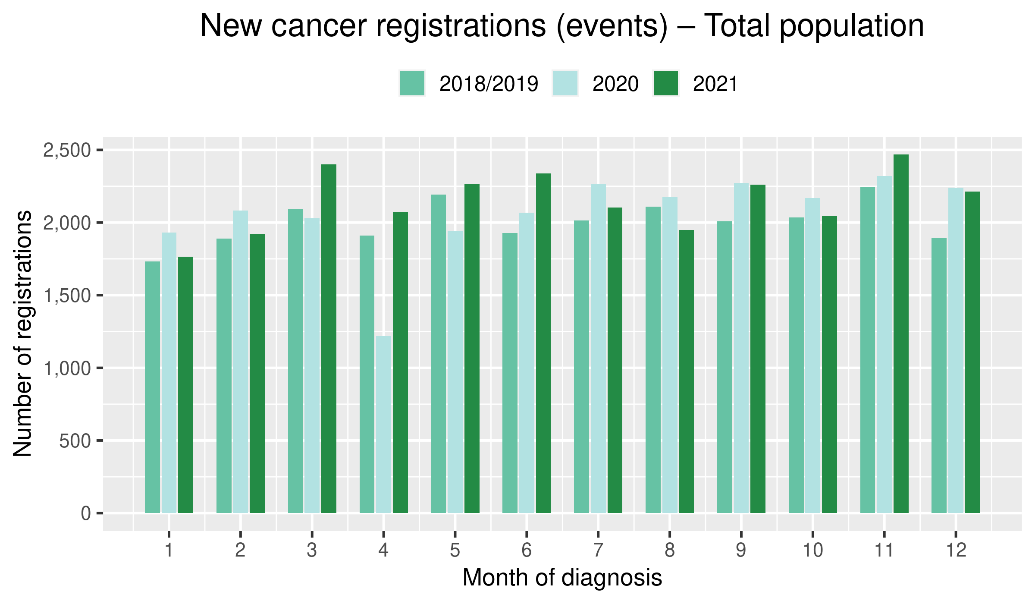 New cancer registrations (events) – Total population
2018/2019 2020 2021
Number of registrations
2,500
2,000
1,500
1,000
500
0
1 2 3 4 5 6 7 8 9 10 11 12
Month of diagnosis